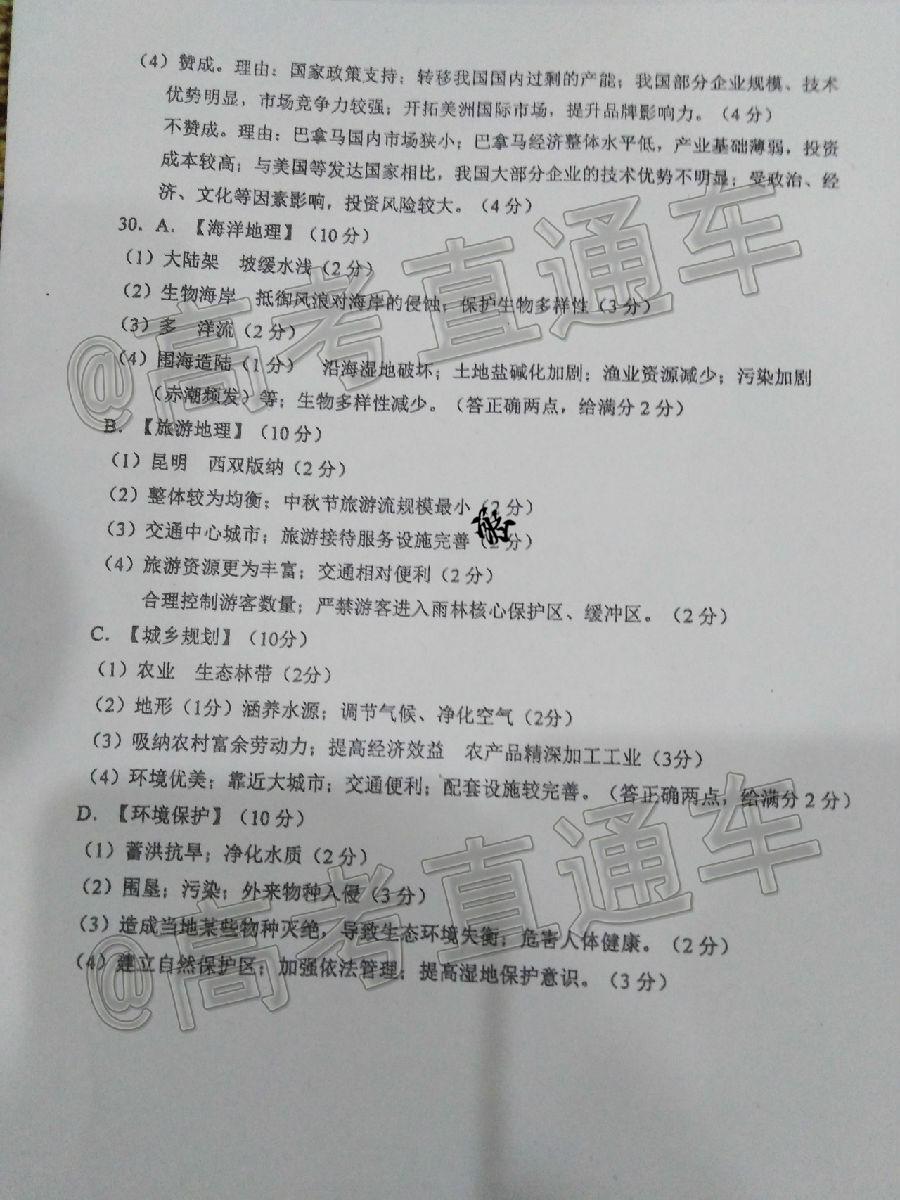 （4）赞成。理由：国家政策支持；转移我国国内过剩的产能；我国部分企业规模、技术
优势明显，市场竞争力较强；开拓美洲国际市场，提升品牌影响力。（4分）
不赞成。理由：巴拿马国内市场狭小；巴拿马经济整体水平低，产业基础薄弱，投资
成本较高；与美国等发达国家相比，我国大部分企业的技术优势不明显；受政治、经
济、文化等因素影响，投资风险较大。（4分）
30．A．【海洋地理】（10分）
（1）大陆架　坡缓水浅（2分）
（2）生物海岸　抵御风浪对海岸的侵蚀；保护生物多样性（3分）
（3）多　洋流（2分）
（4）围海造陆（1分）　沿海湿地破坏；土地盐碱化加剧；渔业资源减少；污染加剧
（赤潮频发）等；生物多样性减少。（答正确两点，给满分2分）
B．【旅游地理】（10分）
（1）昆明　西双版纳（2分）
（2）整体较为均衡；中秋节旅游流规模最小（2分）
（3）交通中心城市；旅游接待服务设施完善（2分）
（4）旅游资源更为丰富；交通相对便利（2分）
合理控制游客数量；严禁游客进入雨林核心保护区、缓冲区。（2分）
C．【城乡规划】（10分）
（1）农业　生态林带（2分）
（2）地形（1分）涵养水源；调节气候、净化空气（2分）
（3）吸纳农村富余劳动力；提高经济效益　农产品精深加工工业（3分）
（4）环境优美；靠近大城市；交通便利；配套设施较完善。（答正确两点，给满分2分）
D．【环境保护】（10分）
（1）蓄洪抗旱；净化水质（2分）
（2）围垦；污染；外来物种入侵（3分）
（3）造成当地某些物种灭绝，导致生态环境失衡；危害人体健康。（2分）
（4）建立自然保护区；加强依法管理；提高湿地保护意识。（3分）
@高考直通车
@高考直通车